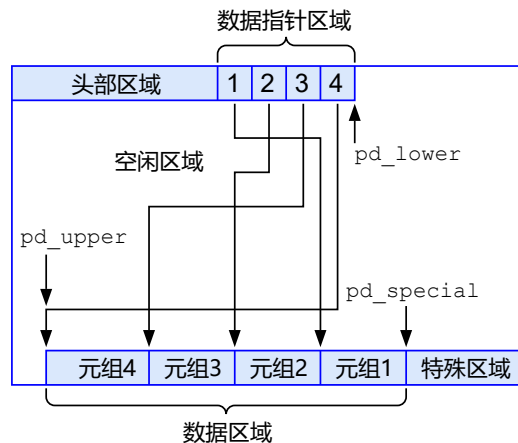 数据指针区域
头部区域 1 2 3 4
pd_lower
空闲区域
pd_upper
pd_special
元组4 元组3 元组2 元组1 特殊区域
数据区域